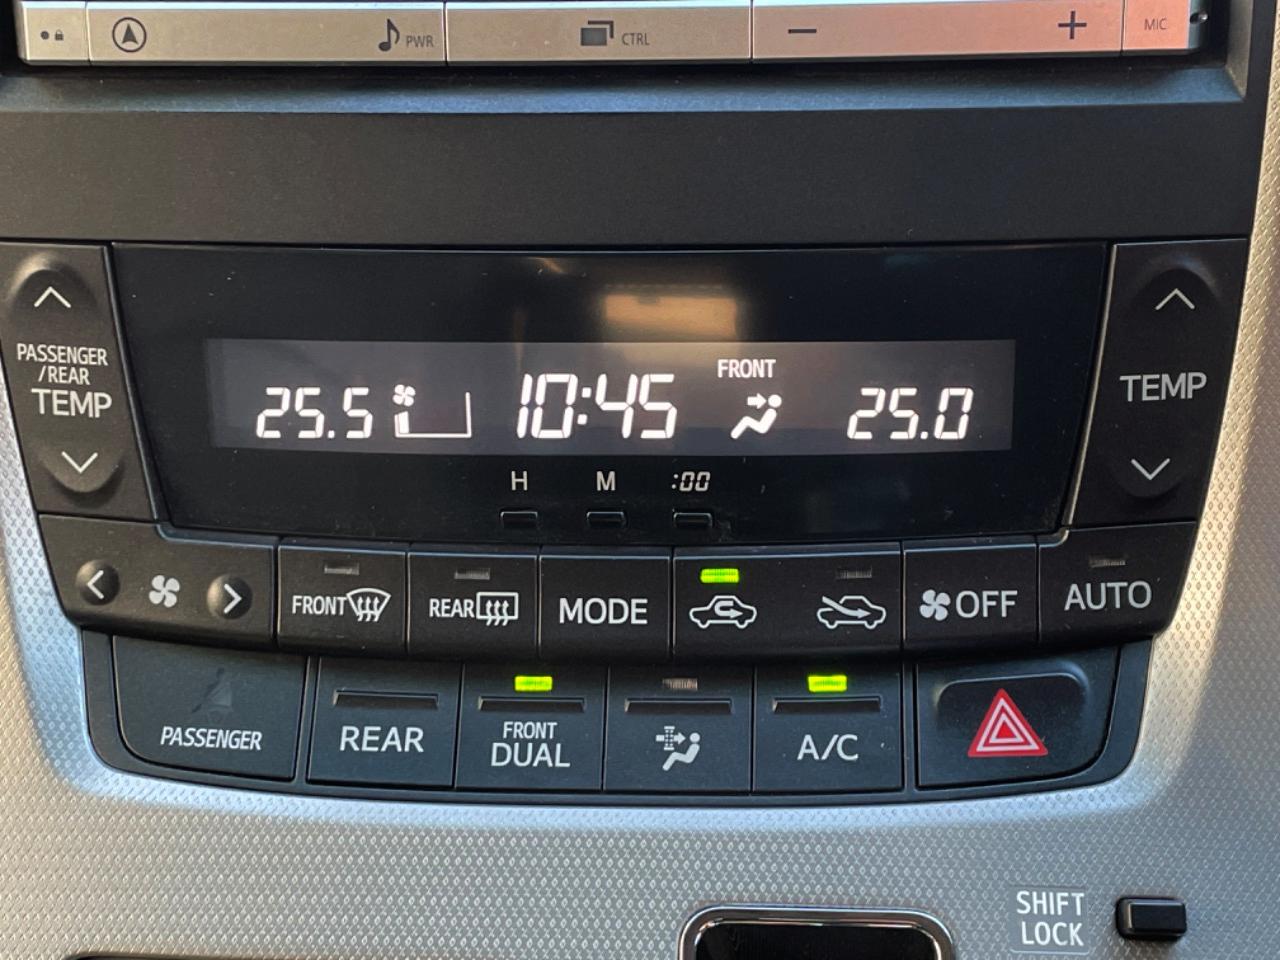 PWR
CTRL
− +
MIC
PASSENGER
/REAR
TEMP
25.5
10:45
FRONT
25.0
TEMP
H M :00
FRONT
REAR
MODE
OFF
AUTO
PASSENGER
REAR
FRONT
DUAL
A/C
SHIFT
LOCK